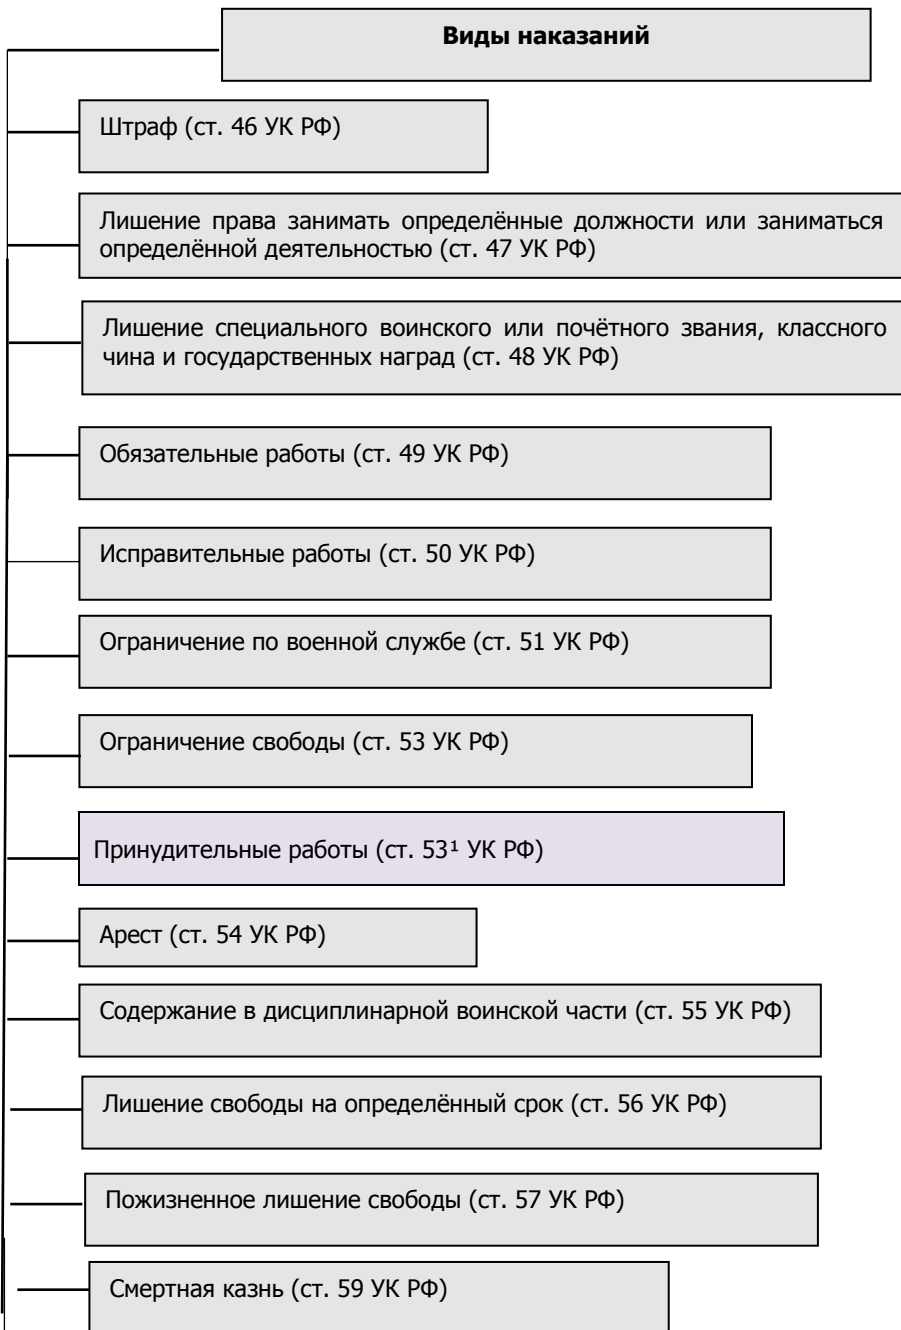 Виды наказаний
Штраф (ст. 46 УК РФ)
Лишение права занимать определённые должности или заниматься
определённой деятельностью (ст. 47 УК РФ)
Лишение специального воинского или почётного звания, классного
чина и государственных наград (ст. 48 УК РФ)
Обязательные работы (ст. 49 УК РФ)
Исправительные работы (ст. 50 УК РФ)
Ограничение по военной службе (ст. 51 УК РФ)
Ограничение свободы (ст. 53 УК РФ)
Принудительные работы (ст. 53¹ УК РФ)
Арест (ст. 54 УК РФ)
Содержание в дисциплинарной воинской части (ст. 55 УК РФ)
Лишение свободы на определённый срок (ст. 56 УК РФ)
Пожизненное лишение свободы (ст. 57 УК РФ)
Смертная казнь (ст. 59 УК РФ)